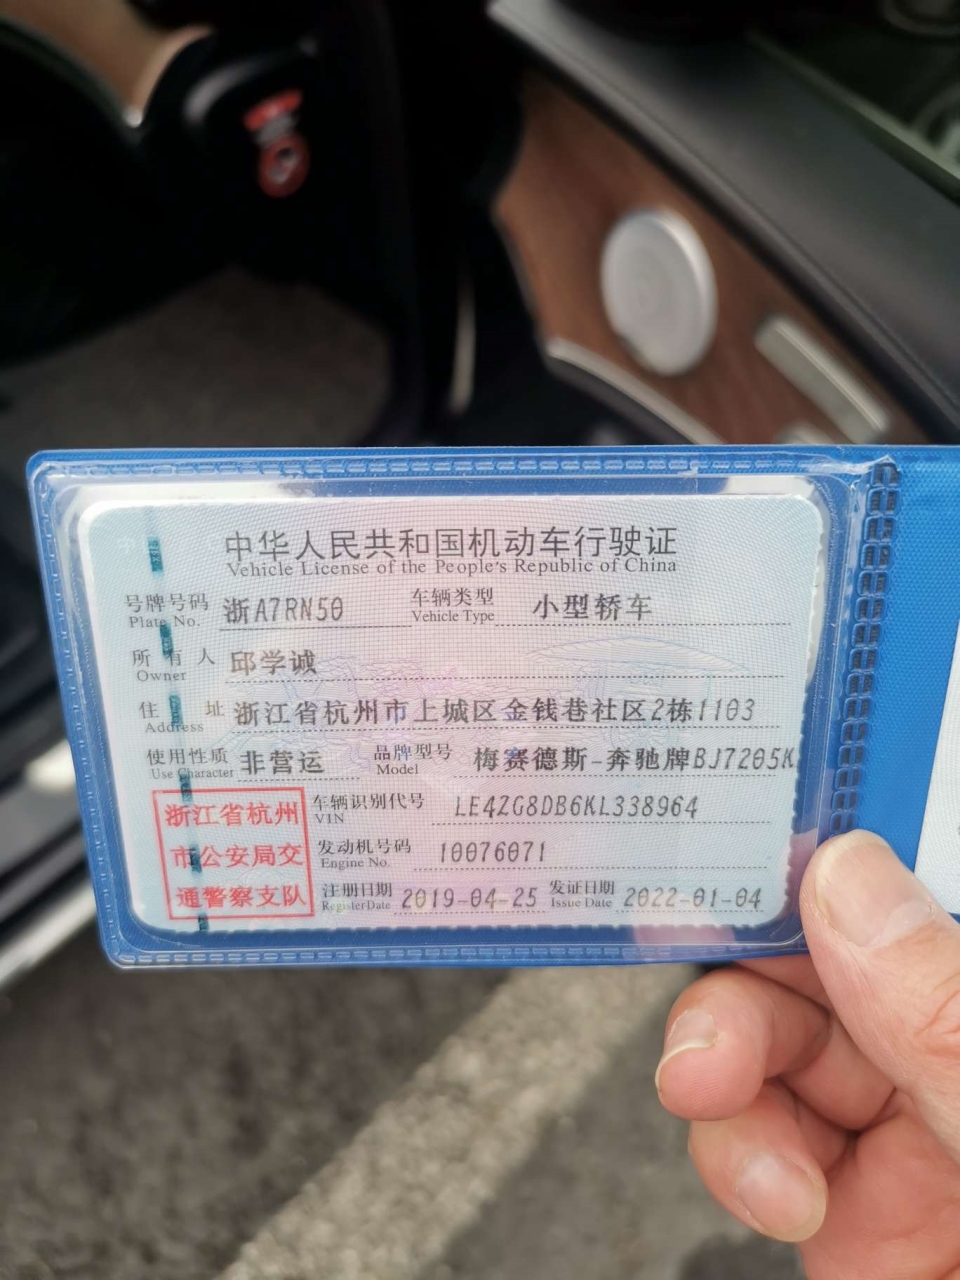 中华人民共和国机动车行驶证
Vehicle License of the People's Republic of China
号牌号码 浙A7RN50 车辆类型 小型轿车
Plate No. Vehicle Type
所有人 邱学诚
Owner
住址 浙江省杭州市上城区金钱巷社区2栋1103
Address
使用性质 非营运 品牌型号 梅赛德斯-奔驰牌BJ7205K
Use Character Model
浙江省杭州
市公安局交
通警察支队
车辆识别代号 LE4ZG8DB6KL338964
VIN
发动机号码 10076071
Engine No.
注册日期 2019-04-25 发证日期 2022-01-04
Register Date Issue Date